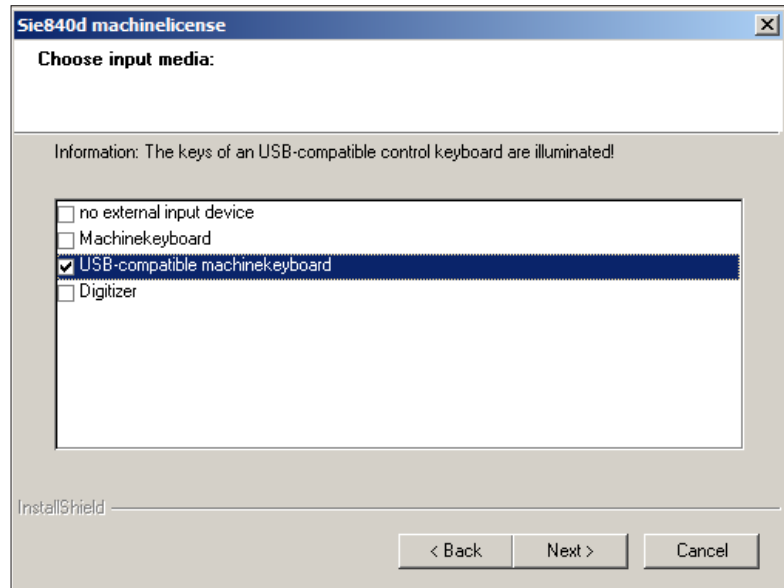 Sie840d machinelicense
Choose input media:
Information: The keys of an USB-compatible control keyboard are illuminated!
no external input device
Machinekeyboard
USB-compatible machinekeyboard
Digitizer
InstallShield
< Back Next > Cancel